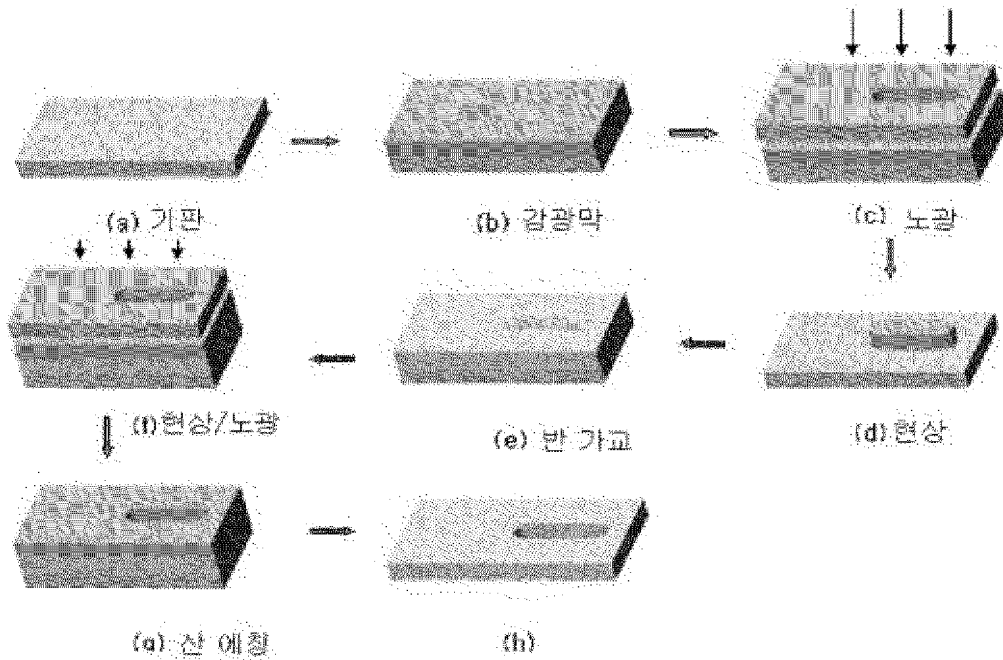 (a) 기판
(b) 감광막
(c) 노광
(f) 현상/노광
(e) 반 가교
(d) 현상
(g) 산 에칭
(h)